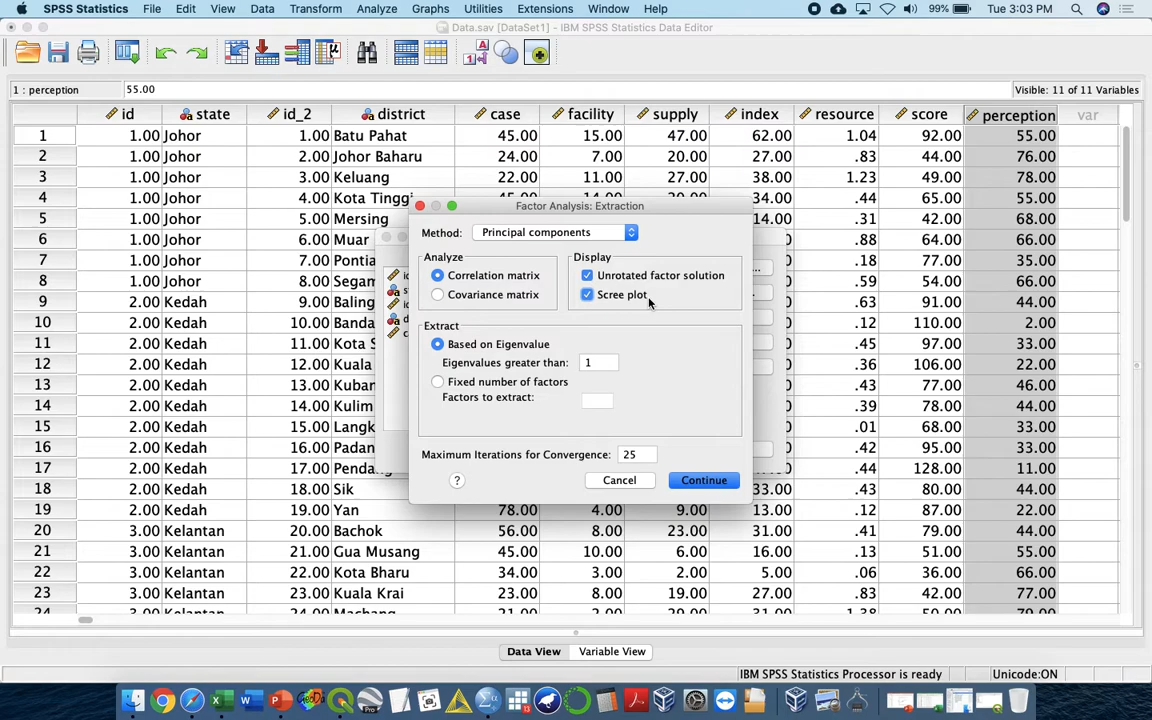 SPSS Statistics File Edit View Data Transform Analyze Graphs Utilities Extensions Window Help 99% Tue 3:03 PM
Data.sav [DataSet1] - IBM SPSS Statistics Data Editor
1 : perception 55.00 Visible: 11 of 11 Variables
id state id_2 district case facility supply index resource score perception var
1 1.00 Johor 1.00 Batu Pahat 45.00 15.00 47.00 62.00 1.04 92.00 55.00
2 1.00 Johor 2.00 Johor Baharu 24.00 7.00 20.00 27.00 .83 44.00 76.00
3 1.00 Johor 3.00 Keluang 22.00 11.00 27.00 38.00 1.23 49.00 78.00
4 1.00 Johor 4.00 Kota Tinggi 34.00 .44 65.00 55.00
5 1.00 Johor 5.00 Mersing 14.00 .31 42.00 68.00
6 1.00 Johor 6.00 Muar .88 64.00 66.00
7 1.00 Johor 7.00 Pontia .18 77.00 35.00
8 1.00 Johor 8.00 Segam .59 54.00 66.00
9 2.00 Kedah 9.00 Baling .63 91.00 44.00
10 2.00 Kedah 10.00 Banda .12 110.00 2.00
11 2.00 Kedah 11.00 Kota S .45 97.00 33.00
12 2.00 Kedah 12.00 Kuala .36 106.00 22.00
13 2.00 Kedah 13.00 Kuban .43 77.00 46.00
14 2.00 Kedah 14.00 Kulim .39 78.00 44.00
15 2.00 Kedah 15.00 Langk .01 68.00 33.00
16 2.00 Kedah 16.00 Padan .42 95.00 33.00
17 2.00 Kedah 17.00 Pendang .44 128.00 11.00
18 2.00 Kedah 18.00 Sik 33.00 .43 80.00 44.00
19 2.00 Kedah 19.00 Yan 78.00 4.00 9.00 13.00 .12 87.00 22.00
20 3.00 Kelantan 20.00 Bachok 56.00 8.00 23.00 31.00 .41 79.00 44.00
21 3.00 Kelantan 21.00 Gua Musang 45.00 10.00 6.00 16.00 .13 51.00 55.00
22 3.00 Kelantan 22.00 Kota Bharu 34.00 3.00 2.00 5.00 .06 36.00 66.00
23 3.00 Kelantan 23.00 Kuala Krai 23.00 8.00 19.00 27.00 .83 42.00 77.00
24 3.00 Kelantan 24.00 Machang 21.00 2.00 29.00 31.00 1.38 50.00 79.00
Factor Analysis: Extraction
Method: Principal components
Analyze
Correlation matrix
Covariance matrix
Display
Unrotated factor solution
Scree plot
Extract
Based on Eigenvalue
Eigenvalues greater than: 1
Fixed number of factors
Factors to extract:
Maximum Iterations for Convergence: 25
? Cancel Continue
Data View Variable View
IBM SPSS Statistics Processor is ready Unicode:ON